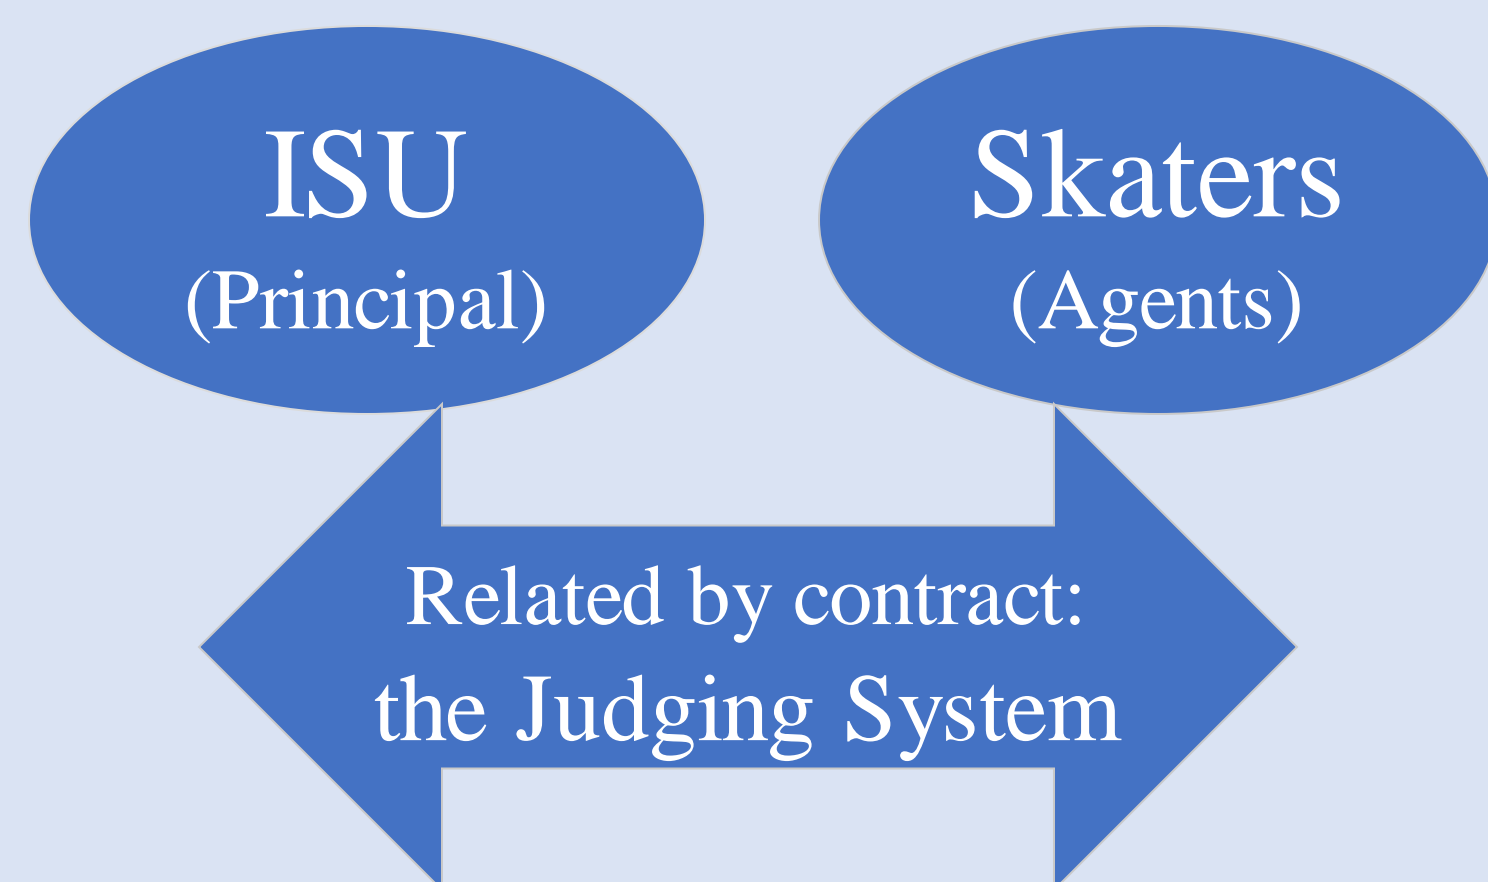 ISU
(Principal)
Skaters
(Agents)
Related by contract:
the Judging System